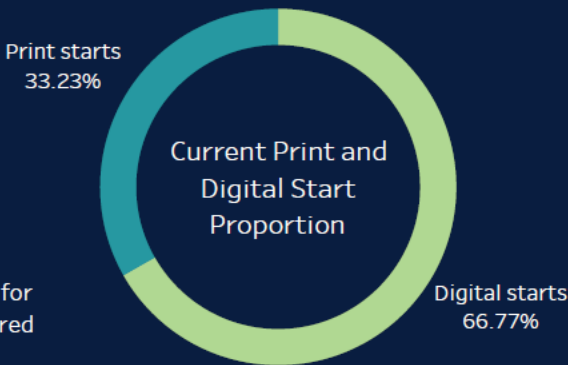 Print starts
33.23%
Current Print and
Digital Start
Proportion
for
red
Digital starts
66.77%